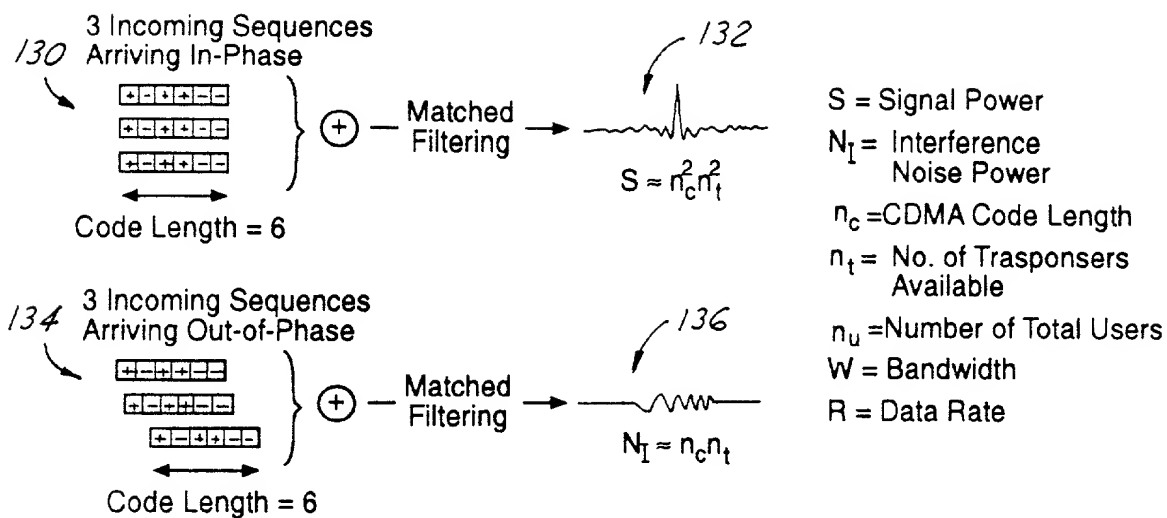 130
3 Incoming Sequences
Arriving In-Phase
+ - + + - -
+ - + + - -
+ - + + - -
Code Length = 6
+
Matched
Filtering
132
S ≈ n_c^2 n_t^2
134
3 Incoming Sequences
Arriving Out-of-Phase
+ - + + - -
+ - + + - -
+ - + + - -
Code Length = 6
+
Matched
Filtering
136
N_I ≈ n_c n_t
S = Signal Power
N_I = Interference
Noise Power
n_c =CDMA Code Length
n_t = No. of Trasponsers
Available
n_u =Number of Total Users
W = Bandwidth
R = Data Rate